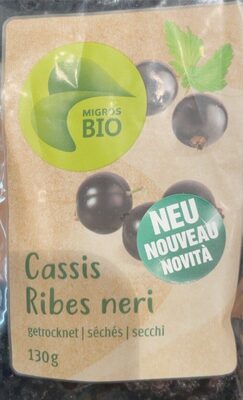 MIGROS
BIO
NEU
NOUVEAU
NOVITÀ
Cassis
Ribes neri
getrocknet | séchés | secchi
130g